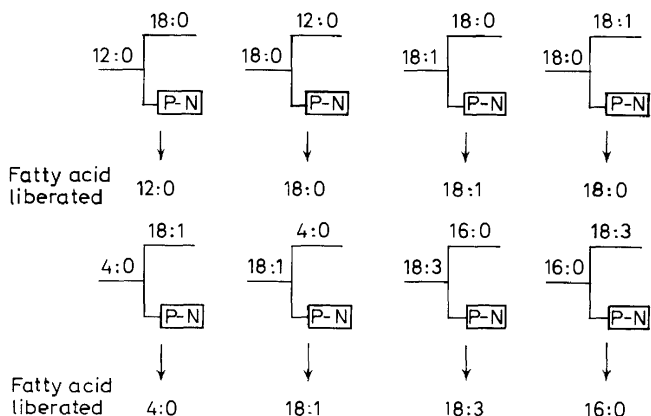 18:0 12:0 18:0 18:1
12:0 18:0 18:1 18:0
P-N P-N P-N P-N
Fatty acid
liberated 12:0 18:0 18:1 18:0
18:1 4:0 16:0 18:3
4:0 18:1 18:3 16:0
P-N P-N P-N P-N
Fatty acid
liberated 4:0 18:1 18:3 16:0